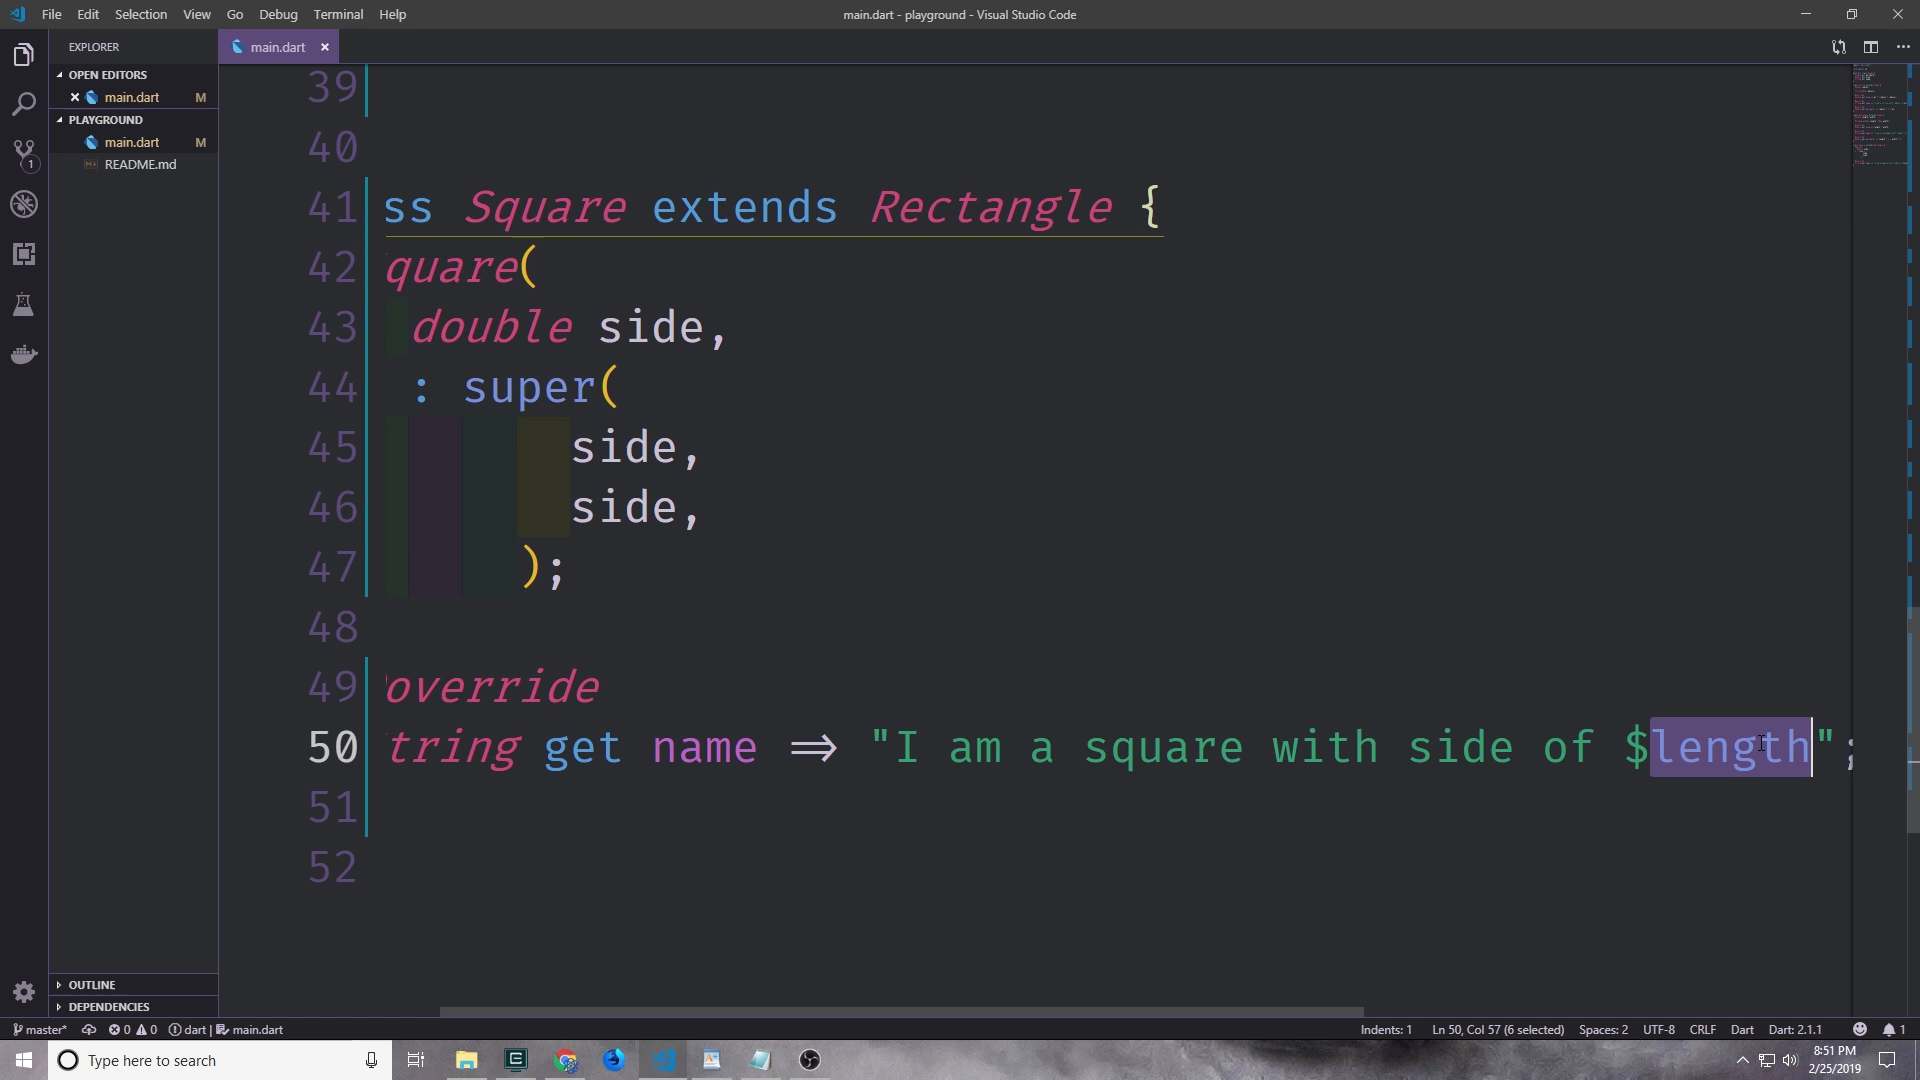 File Edit Selection View Go Debug Terminal Help
main.dart - playground - Visual Studio Code
EXPLORER
main.dart
OPEN EDITORS
main.dart M
PLAYGROUND
main.dart M
README.md
39
40
41 ss Square extends Rectangle {
42 quare(
43 double side,
44 : super(
45 side,
46 side,
47 );
48
49 override
50 tring get name => "I am a square with side of $length";
51
52
OUTLINE
DEPENDENCIES
master* 0 0 dart | main.dart
Indents: 1 Ln 50, Col 57 (6 selected) Spaces: 2 UTF-8 CRLF Dart Dart: 2.1.1 1
Type here to search
8:51 PM
2/25/2019